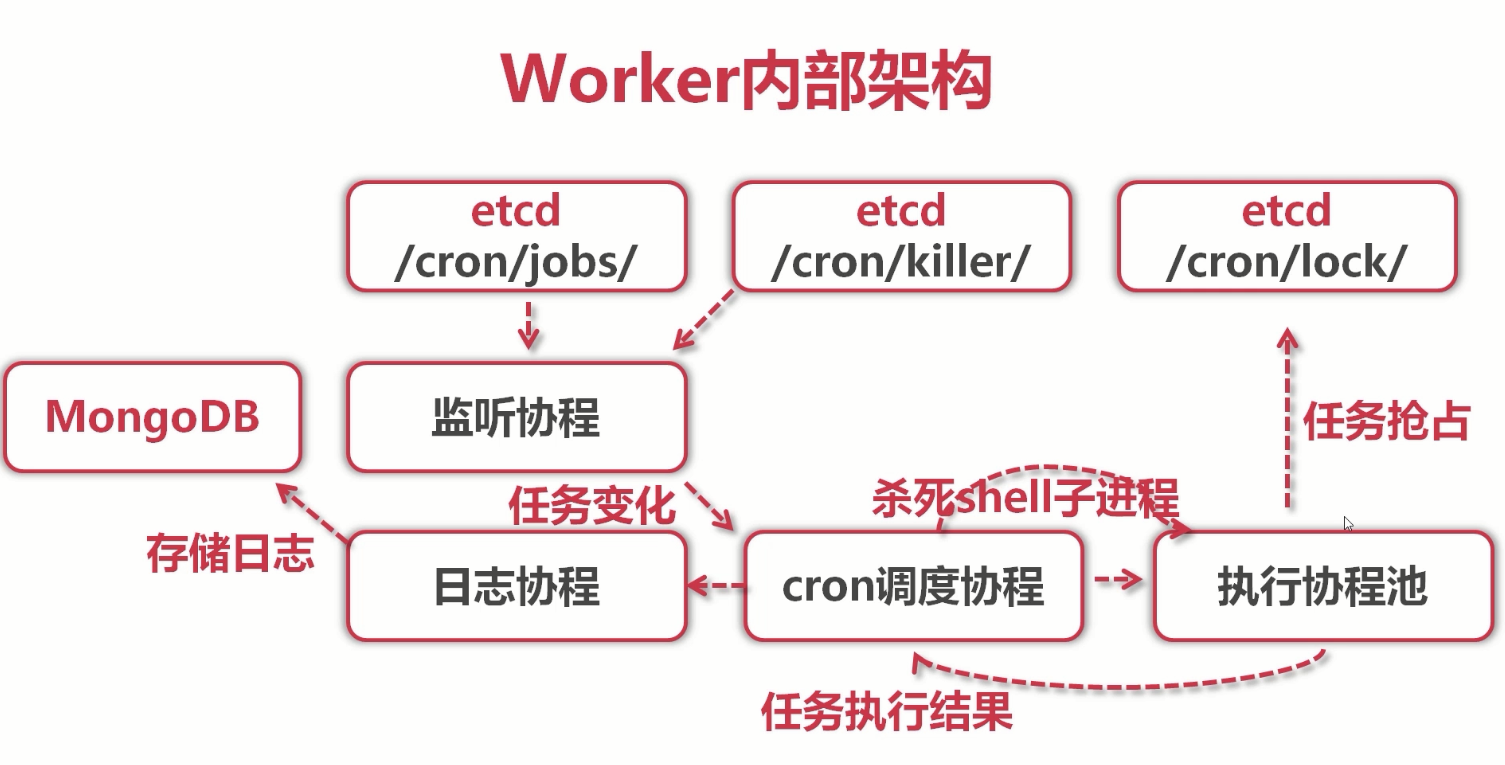 Worker内部架构
etcd
/cron/jobs/
etcd
/cron/killer/
etcd
/cron/lock/
MongoDB
监听协程
任务抢占
任务变化
杀死shell子进程
存储日志
日志协程
cron调度协程
执行协程池
任务执行结果